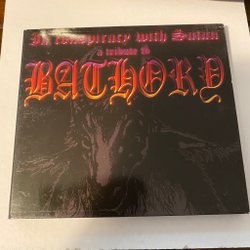 In conspiracy with Satan
a tribute to
BATHORY